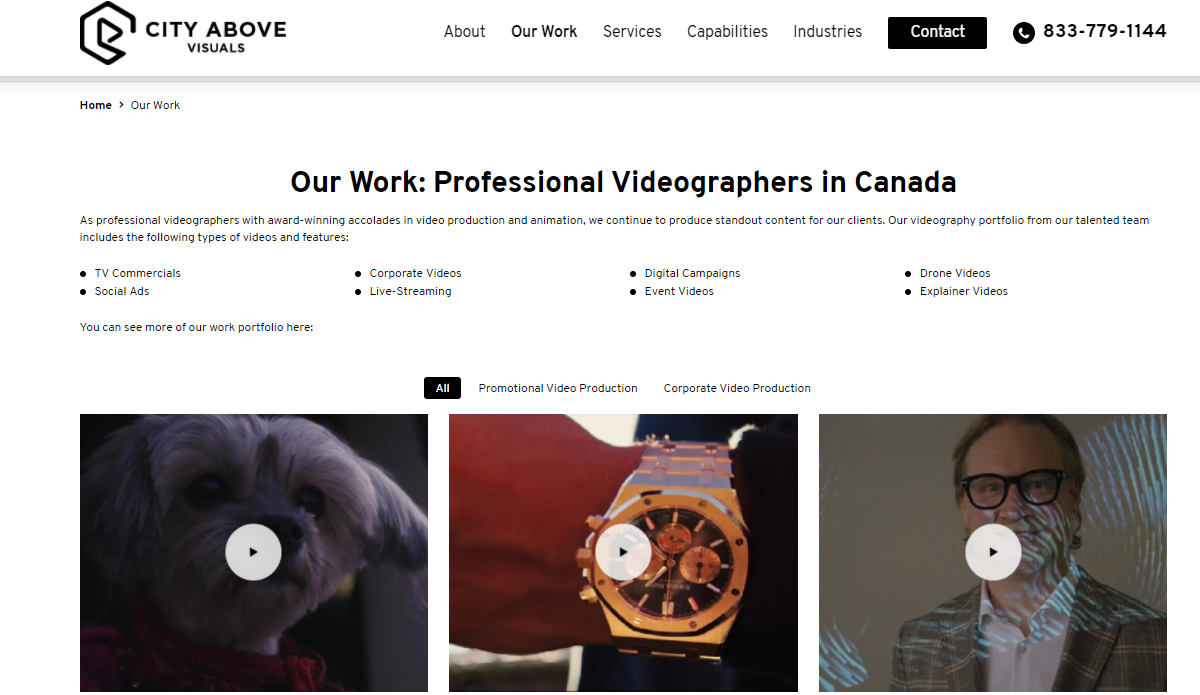 CITY ABOVE
VISUALS
About Our Work Services Capabilities Industries Contact 833-779-1144
Home > Our Work
Our Work: Professional Videographers in Canada
As professional videographers with award-winning accolades in video production and animation, we continue to produce standout content for our clients. Our videography portfolio from our talented team
includes the following types of videos and features:
TV Commercials Corporate Videos Digital Campaigns Drone Videos
Social Ads Live-Streaming Event Videos Explainer Videos
You can see more of our work portfolio here:
All Promotional Video Production Corporate Video Production